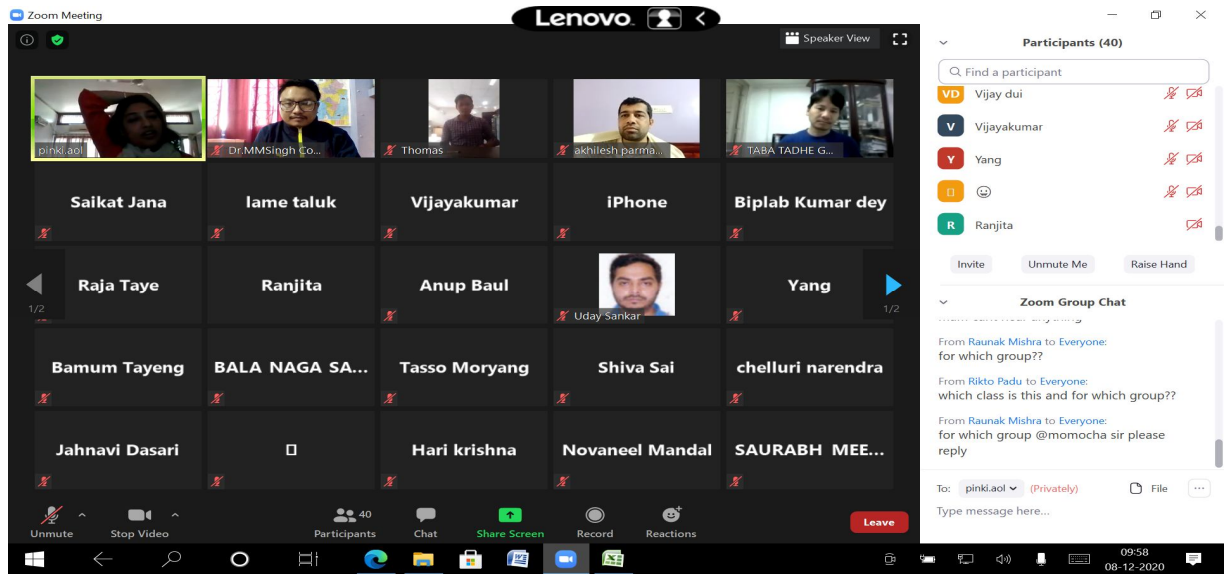 Zoom Meeting
Lenovo.
Speaker View
pinki.aol
Dr.MMSingh Co...
Thomas
akhilesh parma...
TABA TADHE G...
Saikat Jana
lame taluk
Vijayakumar
iPhone
Biplab Kumar dey
Raja Taye
Ranjita
Anup Baul
Uday Sankar
Yang
1/2
1/2
Bamum Tayeng
BALA NAGA SA...
Tasso Moryang
Shiva Sai
chelluri narendra
Jahnavi Dasari
Hari krishna
Novaneel Mandal
SAURABH MEE...
Unmute
Stop Video
Participants
40
Chat
Share Screen
Record
Reactions
Leave
Participants (40)
Find a participant
VD Vijay dui
V Vijayakumar
Y Yang
R Ranjita
Invite
Unmute Me
Raise Hand
Zoom Group Chat
From Raunak Mishra to Everyone:
for which group??
From Rikto Padu to Everyone:
which class is this and for which group??
From Raunak Mishra to Everyone:
for which group @momocha sir please
reply
To: pinki.aol (Privately)
File
Type message here...
09:58
08-12-2020